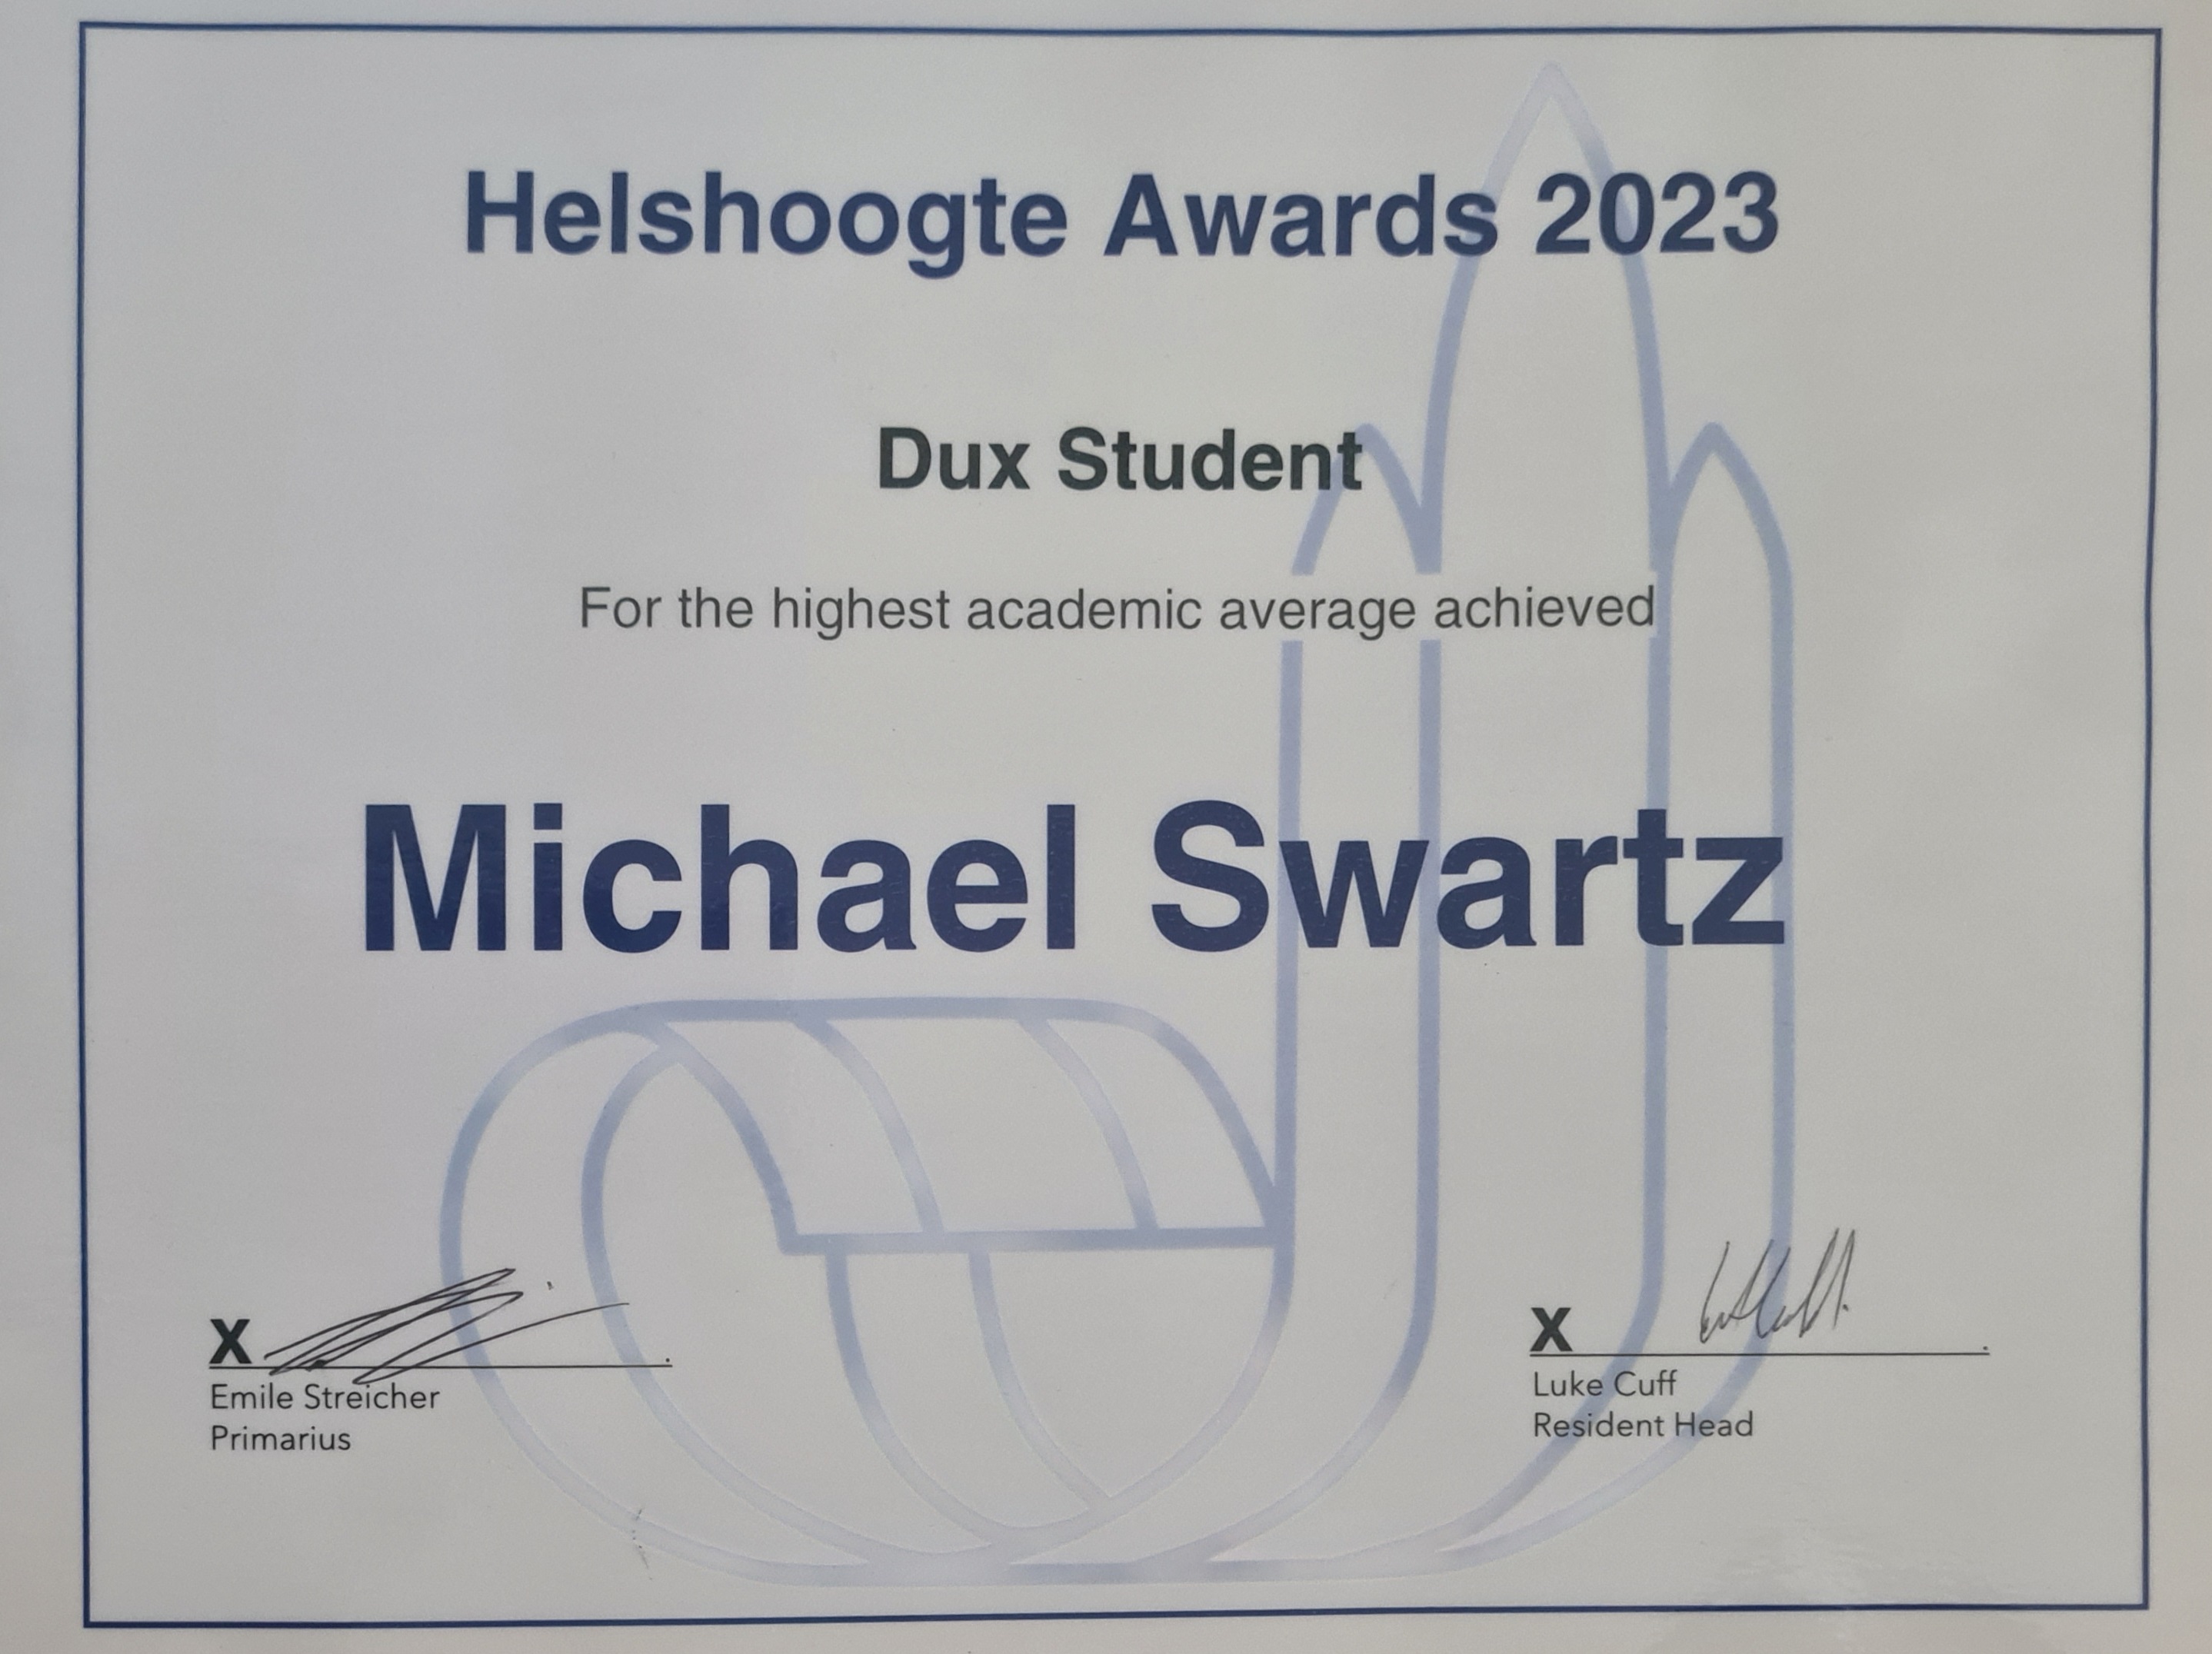 Helshoogte Awards 2023
Dux Student
For the highest academic average achieved
Michael Swartz
X
Emile Streicher
Primarius
X
Luke Cuff
Resident Head